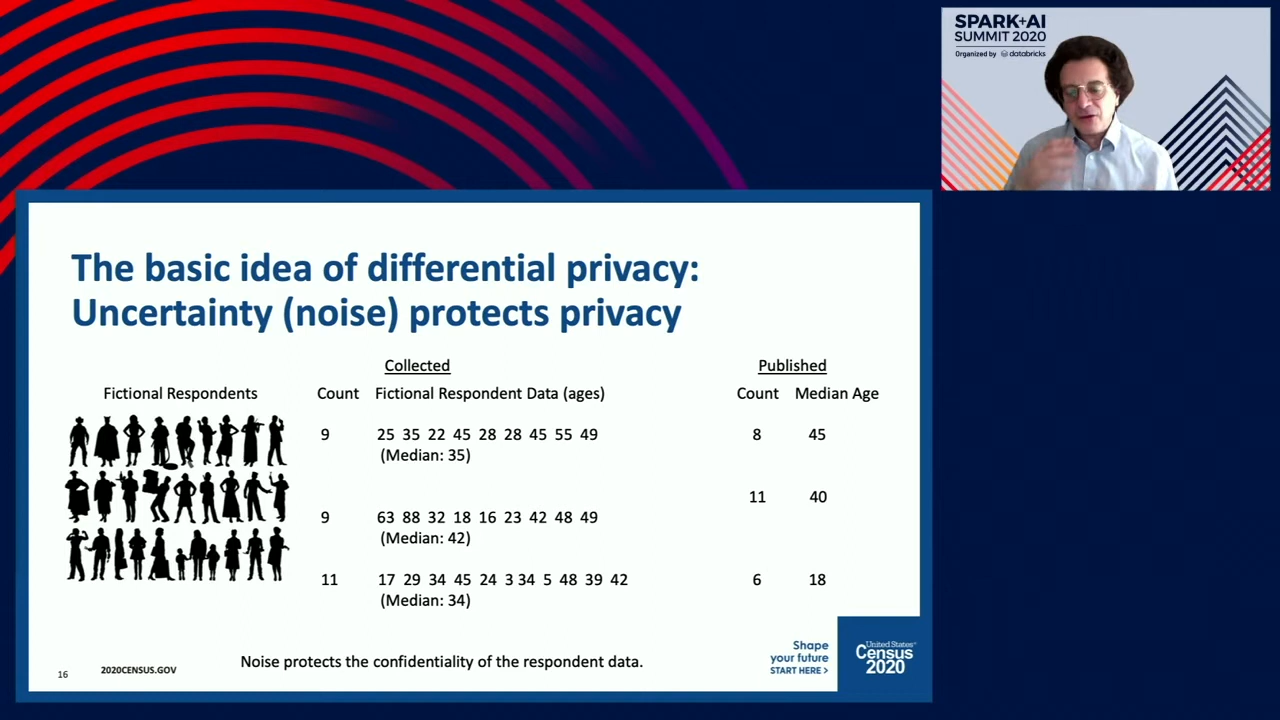 SPARK+AI
SUMMIT 2020
Organized by databricks
The basic idea of differential privacy:
Uncertainty (noise) protects privacy
Collected
Published
Fictional Respondents
Count
Fictional Respondent Data (ages)
Count
Median Age
9
25 35 22 45 28 28 45 55 49
(Median: 35)
8
45
11
40
9
63 88 32 18 16 23 42 48 49
(Median: 42)
11
17 29 34 45 24 3 34 5 48 39 42
(Median: 34)
6
18
16
2020CENSUS.GOV
Noise protects the confidentiality of the respondent data.
Shape
your future
START HERE >
United States®
Census
2020